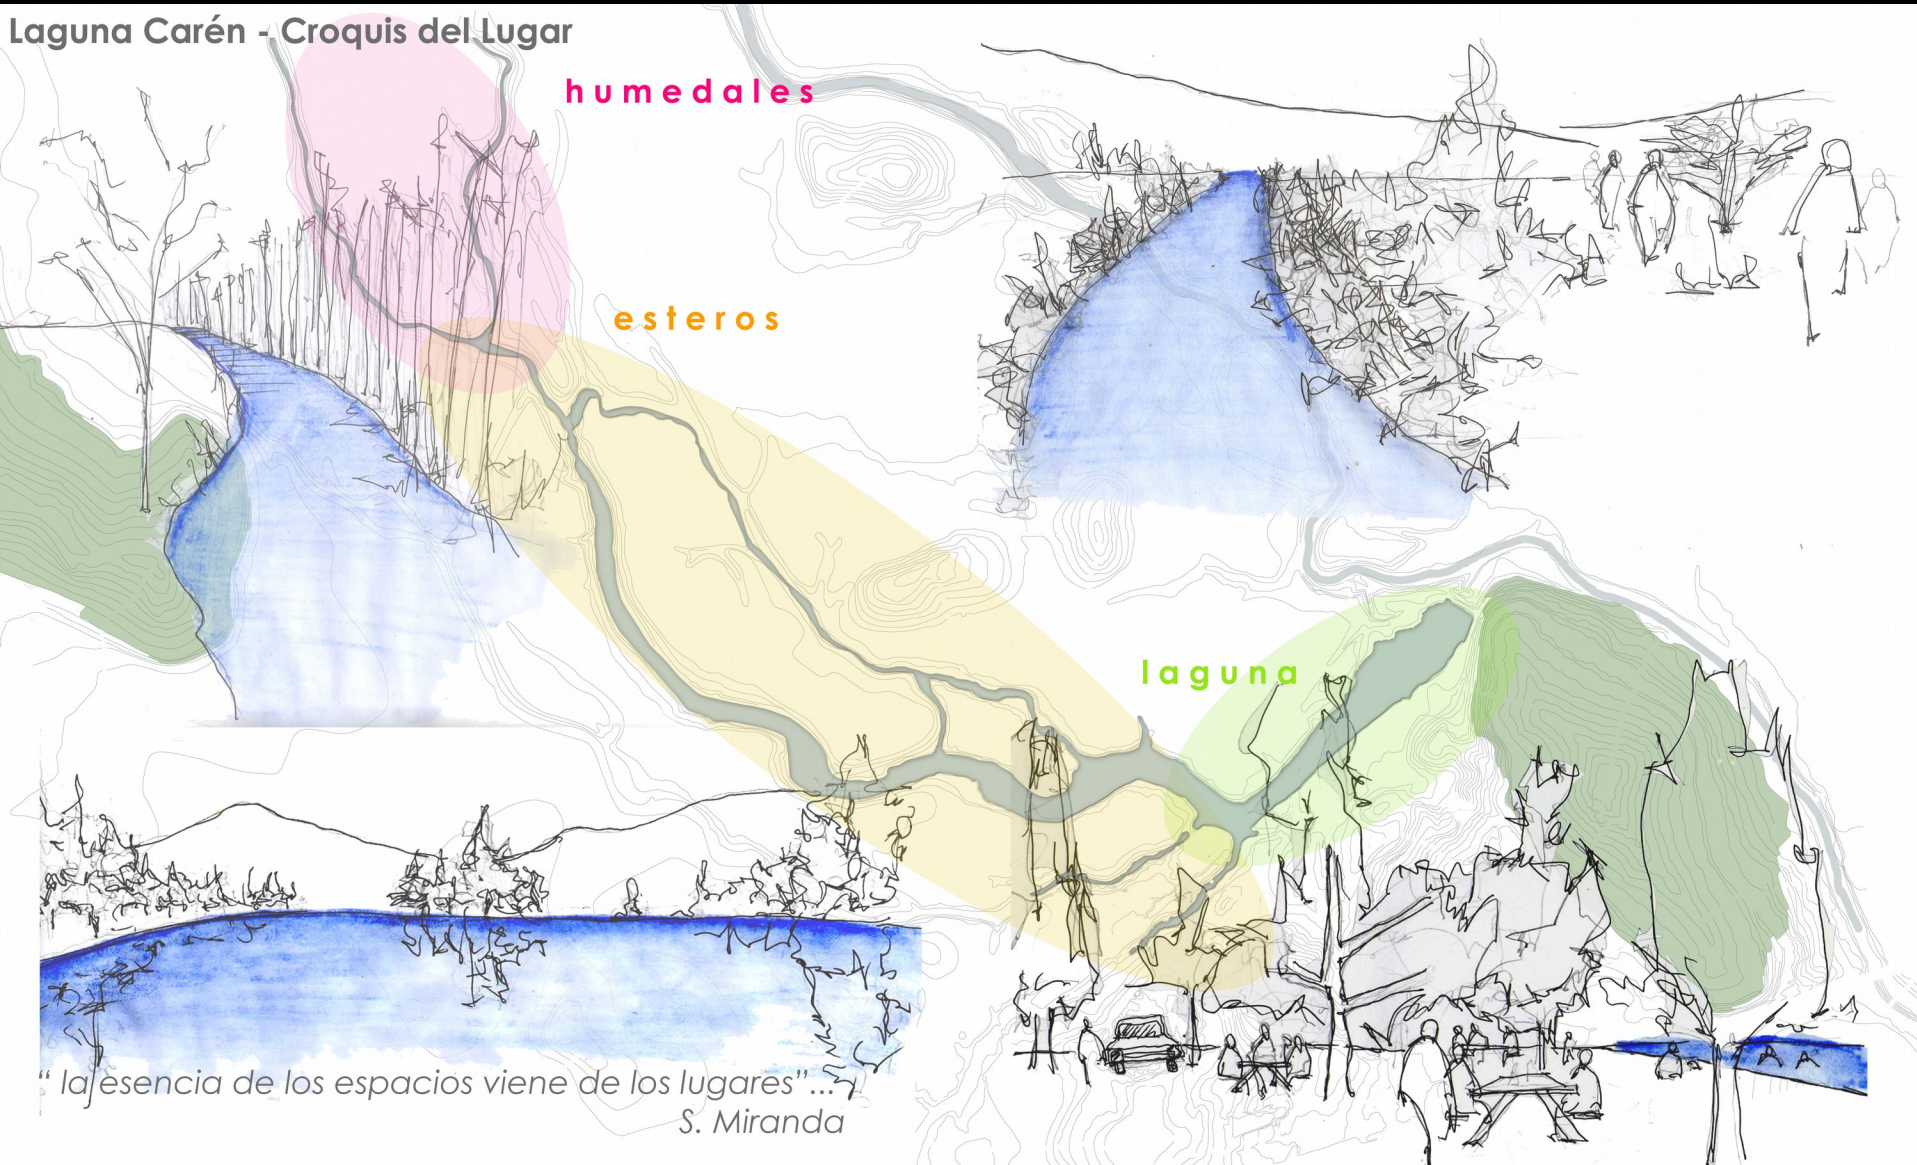 Laguna Carén - Croquis del Lugar
humedales
esteros
laguna
“ la esencia de los espacios viene de los lugares”...
S. Miranda